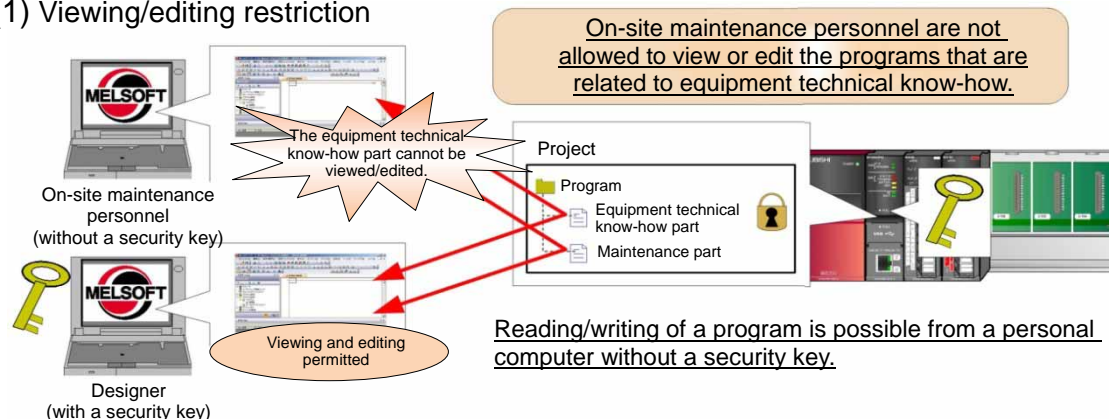 (1) Viewing/editing restriction
On-site maintenance personnel are not
allowed to view or edit the programs that are
related to equipment technical know-how.
MELSOFT
The equipment technical
know-how part cannot be
viewed/edited.
On-site maintenance
personnel
(without a security key)
Project
Program
Equipment technical
know-how part
Maintenance part
MELSOFT
Viewing and editing
permitted
Designer
(with a security key)
Reading/writing of a program is possible from a personal
computer without a security key.